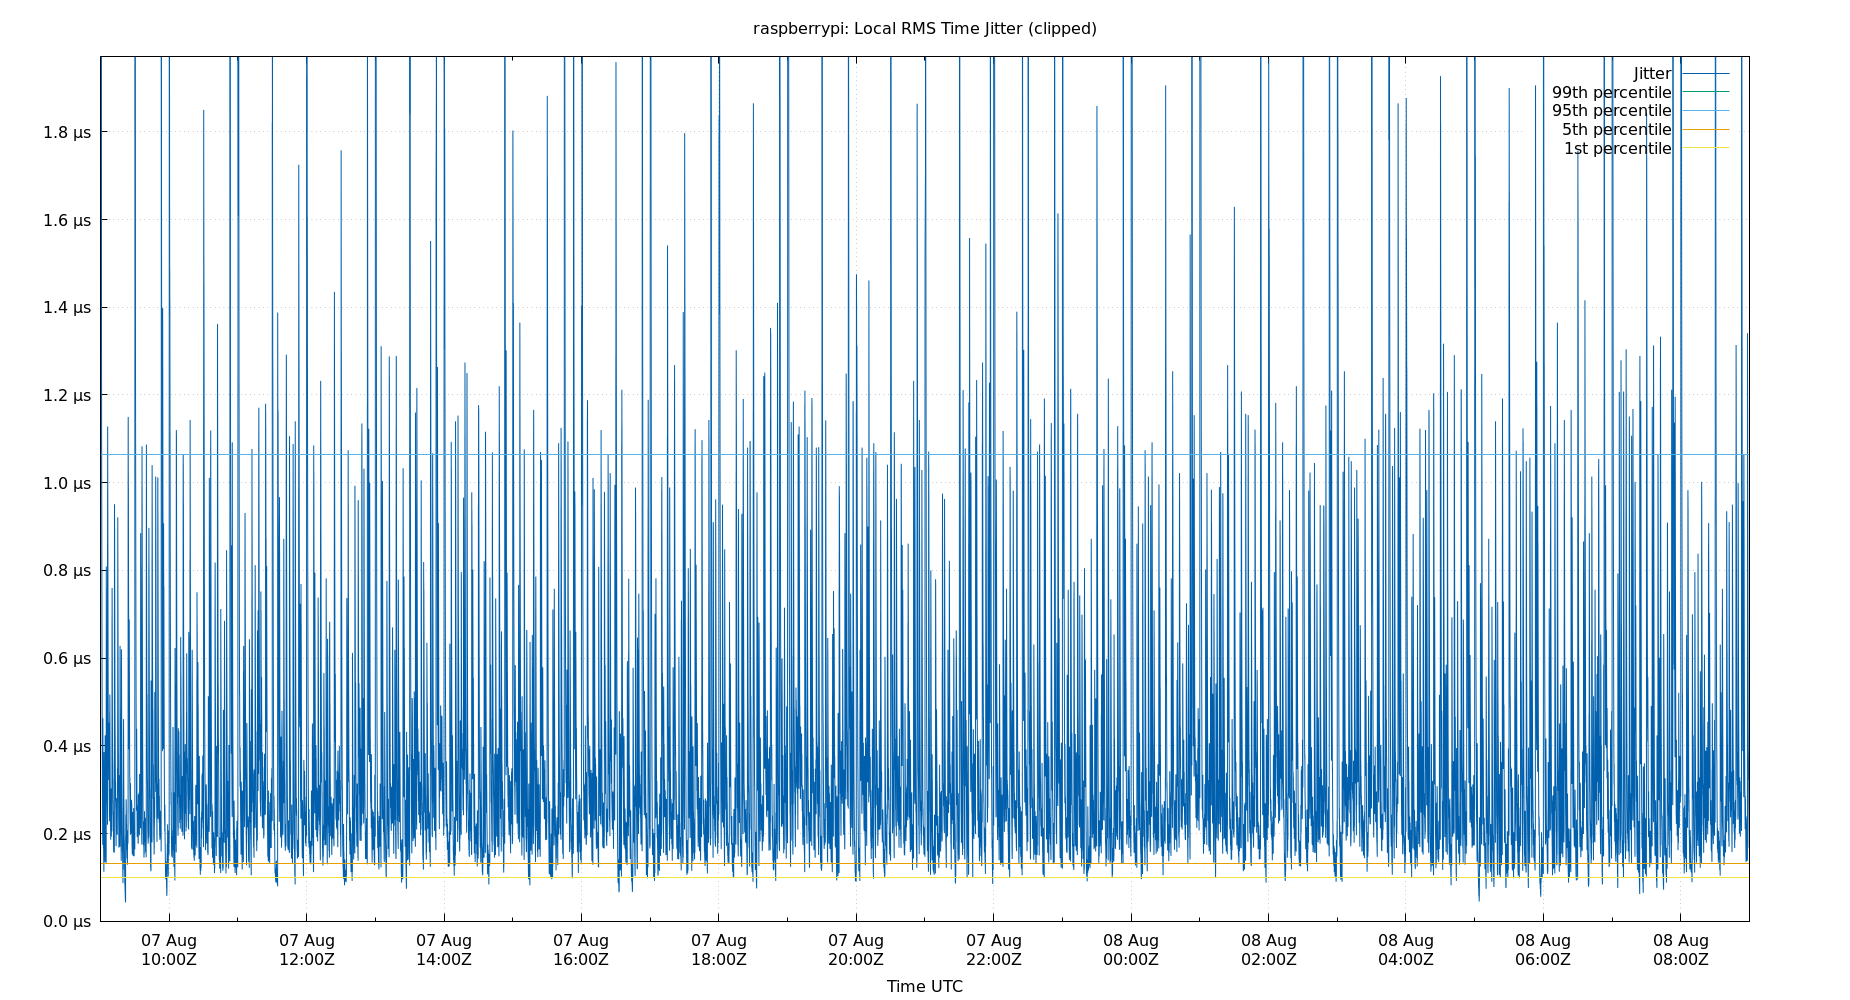 raspberrypi: Local RMS Time Jitter (clipped)
Jitter
99th percentile
95th percentile
5th percentile
1st percentile
1.8 μs
1.6 μs
1.4 μs
1.2 μs
1.0 μs
0.8 μs
0.6 μs
0.4 μs
0.2 μs
0.0 μs
07 Aug 07 Aug 07 Aug 07 Aug 07 Aug 07 Aug 07 Aug 08 Aug 08 Aug 08 Aug 08 Aug 08 Aug
10:00Z 12:00Z 14:00Z 16:00Z 18:00Z 20:00Z 22:00Z 00:00Z 02:00Z 04:00Z 06:00Z 08:00Z
Time UTC